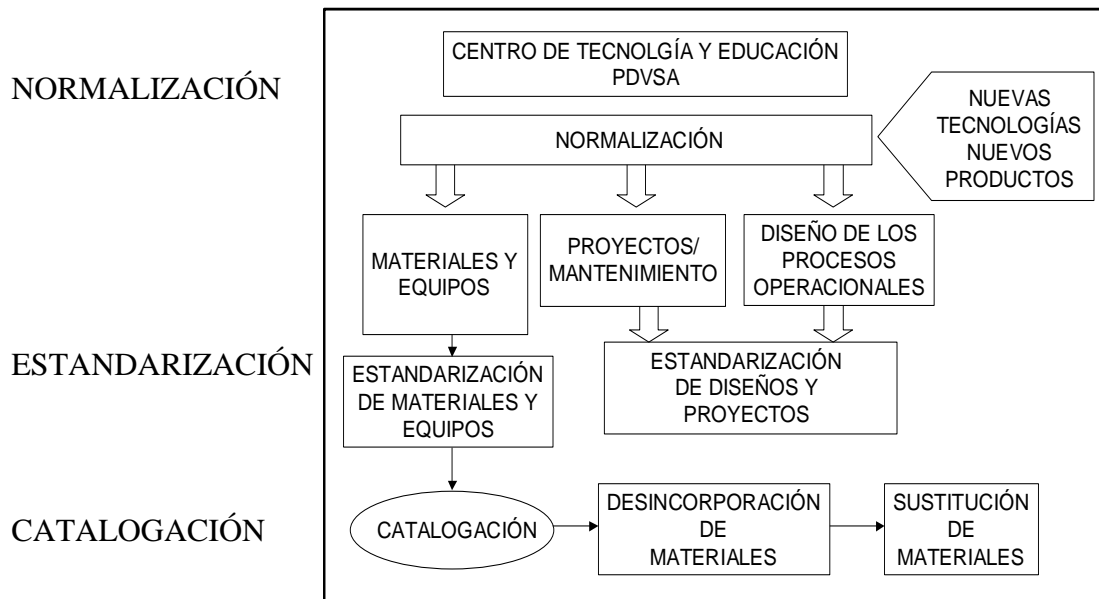 NORMALIZACIÓN
CENTRO DE TECNOLGÍA Y EDUCACIÓN
PDVSA
NORMALIZACIÓN
NUEVAS
TECNOLOGÍAS
NUEVOS
PRODUCTOS
MATERIALES Y
EQUIPOS
PROYECTOS/
MANTENIMIENTO
DISEÑO DE LOS
PROCESOS
OPERACIONALES
ESTANDARIZACIÓN
ESTANDARIZACIÓN
DE MATERIALES Y
EQUIPOS
ESTANDARIZACIÓN
DE DISEÑOS Y
PROYECTOS
CATALOGACIÓN
CATALOGACIÓN
DESINCORPORACIÓN
DE
MATERIALES
SUSTITUCIÓN
DE
MATERIALES